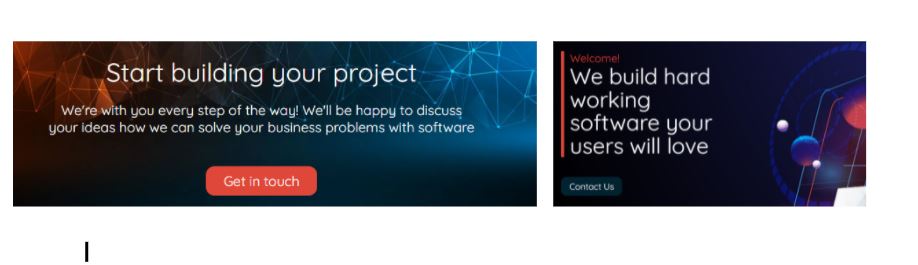 Start building your project
We're with you every step of the way! We'll be happy to discuss
your ideas how we can solve your business problems with software
Get in touch
Welcome!
We build hard
working
software your
users will love
Contact Us